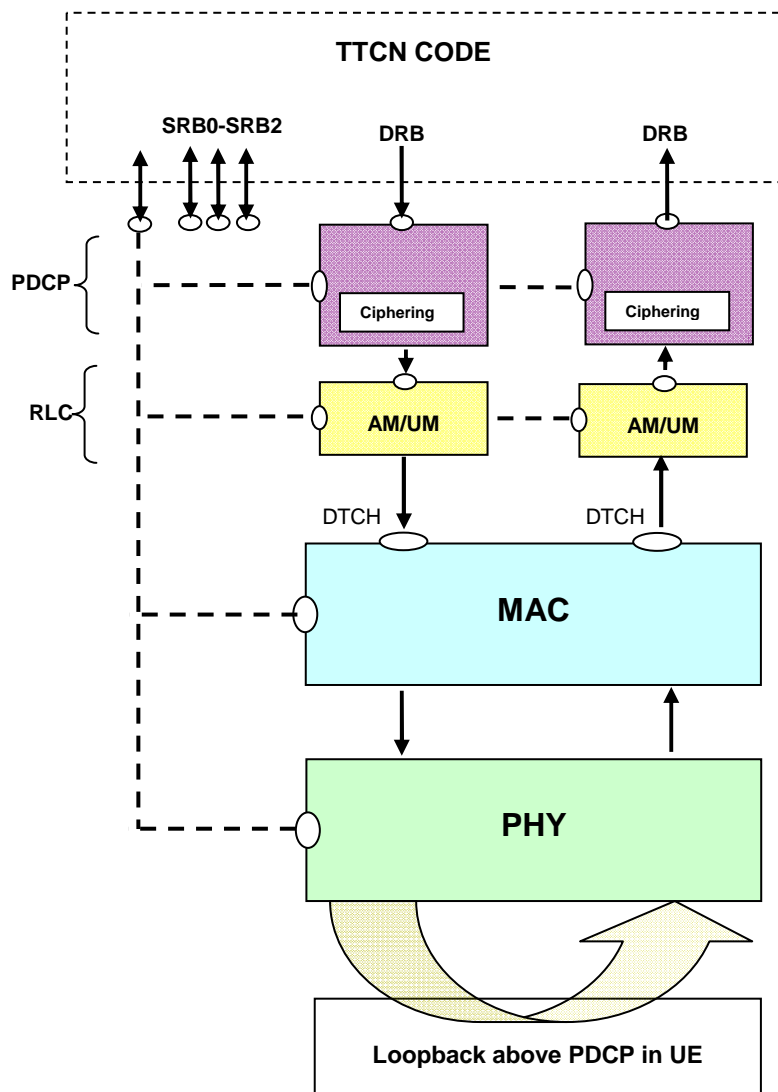 TTCN CODE
SRB0-SRB2
DRB
DRB
PDCP
Ciphering
Ciphering
RLC
AM/UM
AM/UM
DTCH
DTCH
MAC
PHY
Loopback above PDCP in UE